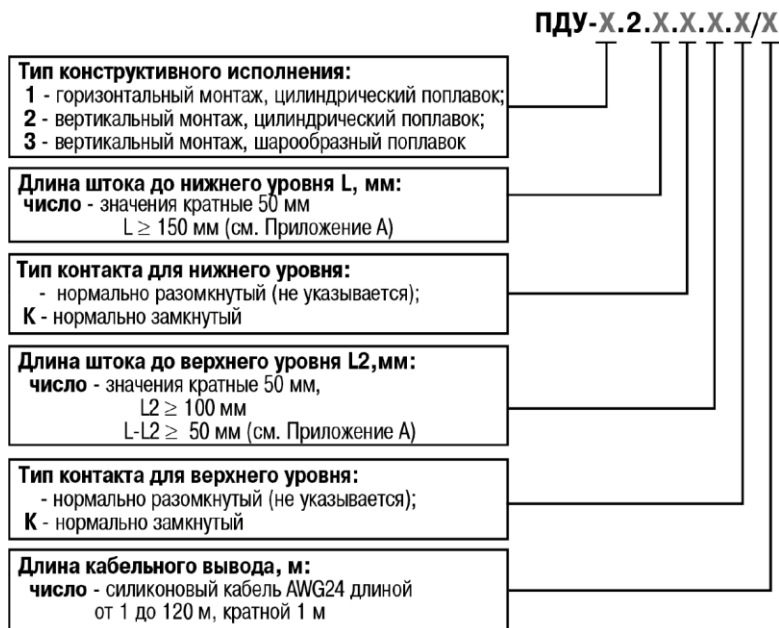 ПДУ-X.2.X.X.X.X/X
Тип конструктивного исполнения:
1 - горизонтальный монтаж, цилиндрический поплавок;
2 - вертикальный монтаж, цилиндрический поплавок;
3 - вертикальный монтаж, шарообразный поплавок
Длина штока до нижнего уровня L, мм:
число - значения кратные 50 мм
L ≥ 150 мм (см. Приложение А)
Тип контакта для нижнего уровня:
- нормально разомкнутый (не указывается);
К - нормально замкнутый
Длина штока до верхнего уровня L2,мм:
число - значения кратные 50 мм,
L2 ≥ 100 мм
L-L2 ≥ 50 мм (см. Приложение А)
Тип контакта для верхнего уровня:
- нормально разомкнутый (не указывается);
К - нормально замкнутый
Длина кабельного вывода, м:
число - силиконовый кабель AWG24 длиной
от 1 до 120 м, кратной 1 м